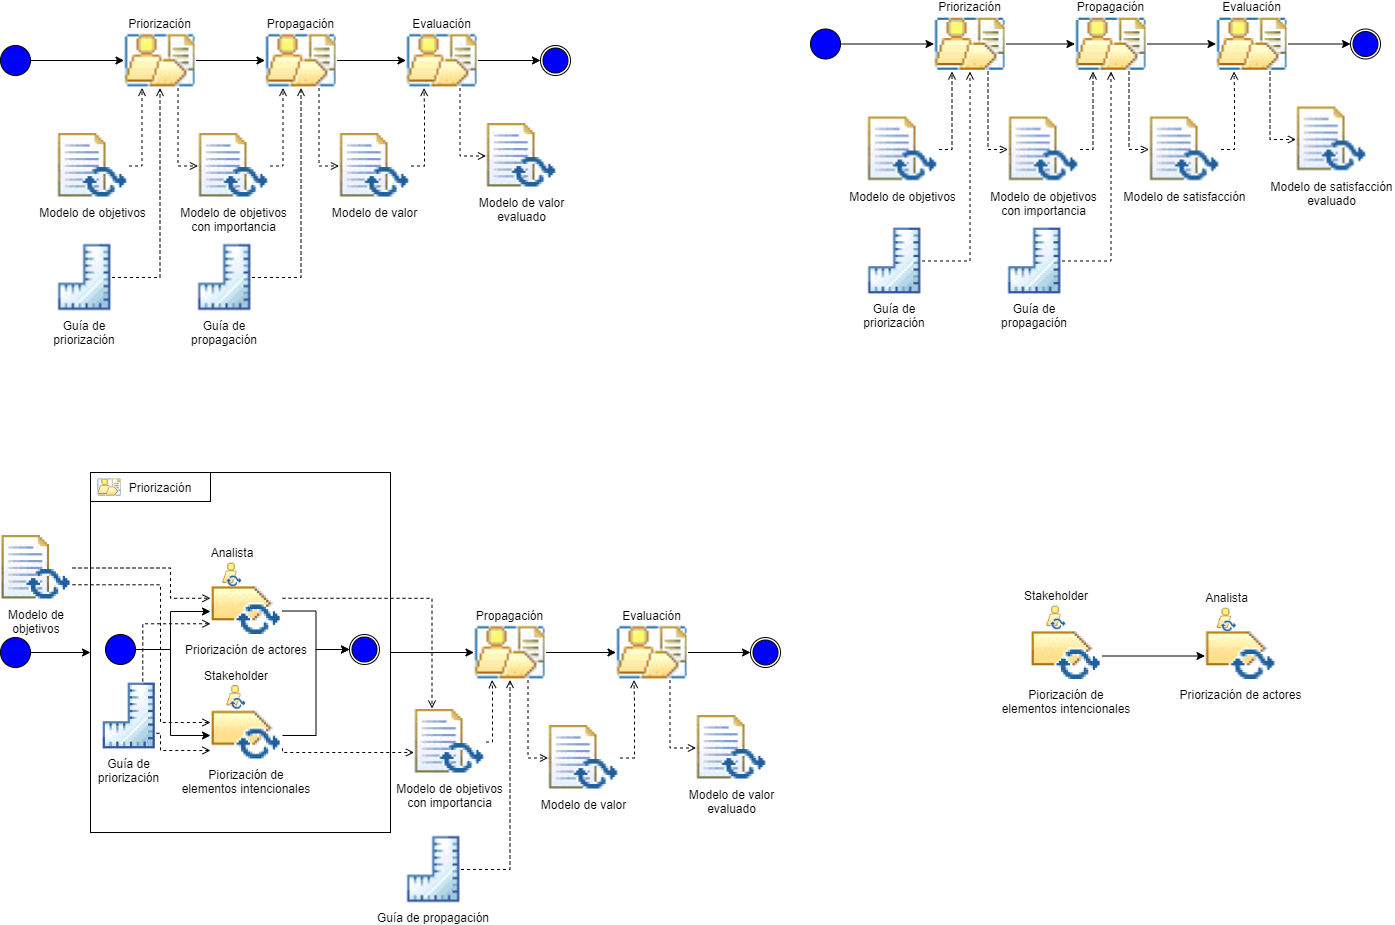 Priorización
Propagación
Evaluación
Modelo de objetivos
Modelo de objetivos
con importancia
Modelo de valor
Modelo de valor
evaluado
Guía de
priorización
Guía de
propagación
Priorización
Propagación
Evaluación
Modelo de objetivos
Modelo de objetivos
con importancia
Modelo de satisfacción
Modelo de satisfacción
evaluado
Guía de
priorización
Guía de
propagación
Priorización
Modelo de
objetivos
Analista
Priorización de actores
Stakeholder
Piorización de
elementos intencionales
Guía de
priorización
Propagación
Evaluación
Modelo de objetivos
con importancia
Modelo de valor
Modelo de valor
evaluado
Guía de propagación
Stakeholder
Piorización de
elementos intencionales
Analista
Priorización de actores